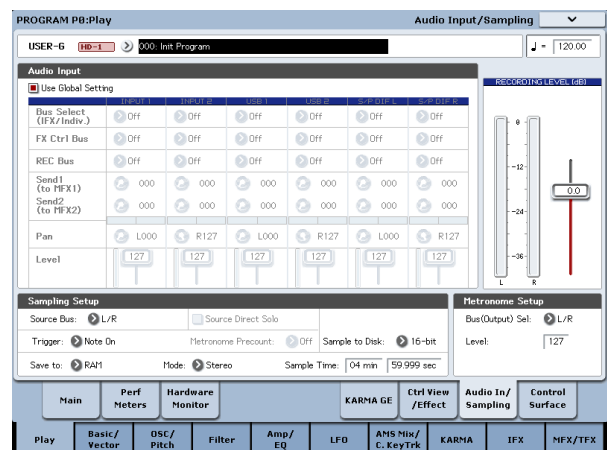 PROGRAM P0:Play Audio Input/Sampling
USER-G HD-1 000: Init Program ♩ = 120.00
Audio Input
Use Global Setting
INPUT 1 INPUT 2 USB 1 USB 2 S/P DIF L S/P DIF R
Bus Select
(IFX/Indiv.) Off Off Off Off Off Off
FX Ctrl Bus Off Off Off Off Off Off
REC Bus Off Off Off Off Off Off
Send1
(to MFX1) 000 000 000 000 000 000
Send2
(to MFX2) 000 000 000 000 000 000
Pan L000 R127 L000 R127 L000 R127
Level 127 127 127 127 127 127
RECORDING LEVEL (dB)
0
-12
-24
-36
L R
0.0
Sampling Setup
Source Bus: L/R Source Direct Solo
Trigger: Note On Metronome Precount: Off Sample to Disk: 16-bit
Save to: RAM Mode: Stereo Sample Time: 04 min 59.999 sec
Metronome Setup
Bus(Output) Sel: L/R
Level: 127
Main
Perf
Meters
Hardware
Monitor
KARMA GE
Ctrl View
/Effect
Audio In/
Sampling
Control
Surface
Play
Basic/
Vector
OSC/
Pitch
Filter
Amp/
EQ
LFO
AMS Mix/
C. KeyTrk
KARMA
IFX
MFX/TFX